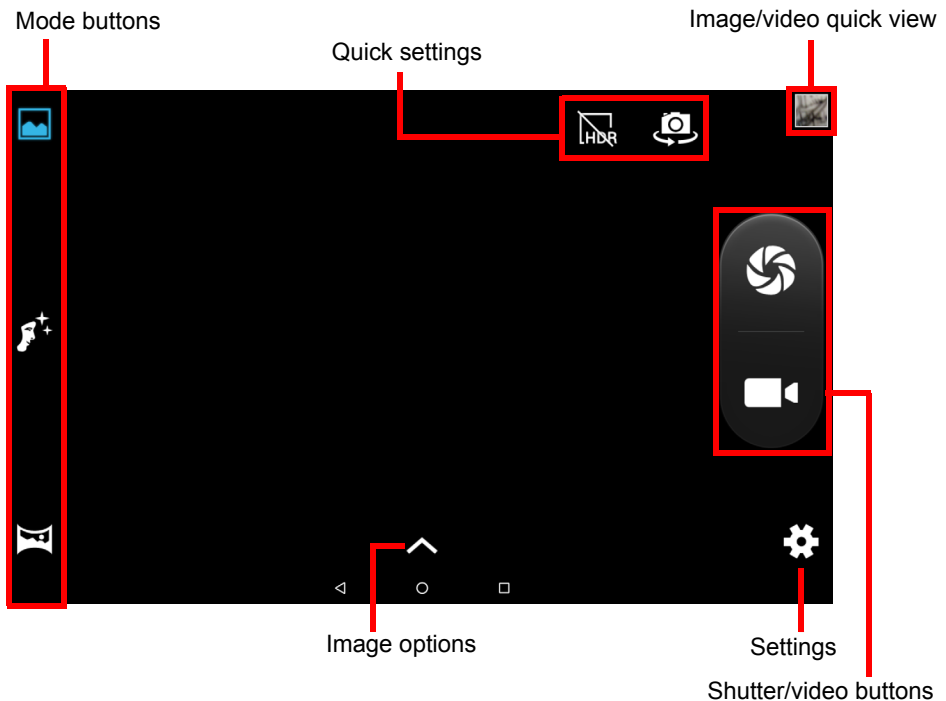 Mode buttons
Image/video quick view
Quick settings
HDR
Image options
Settings
Shutter/video buttons